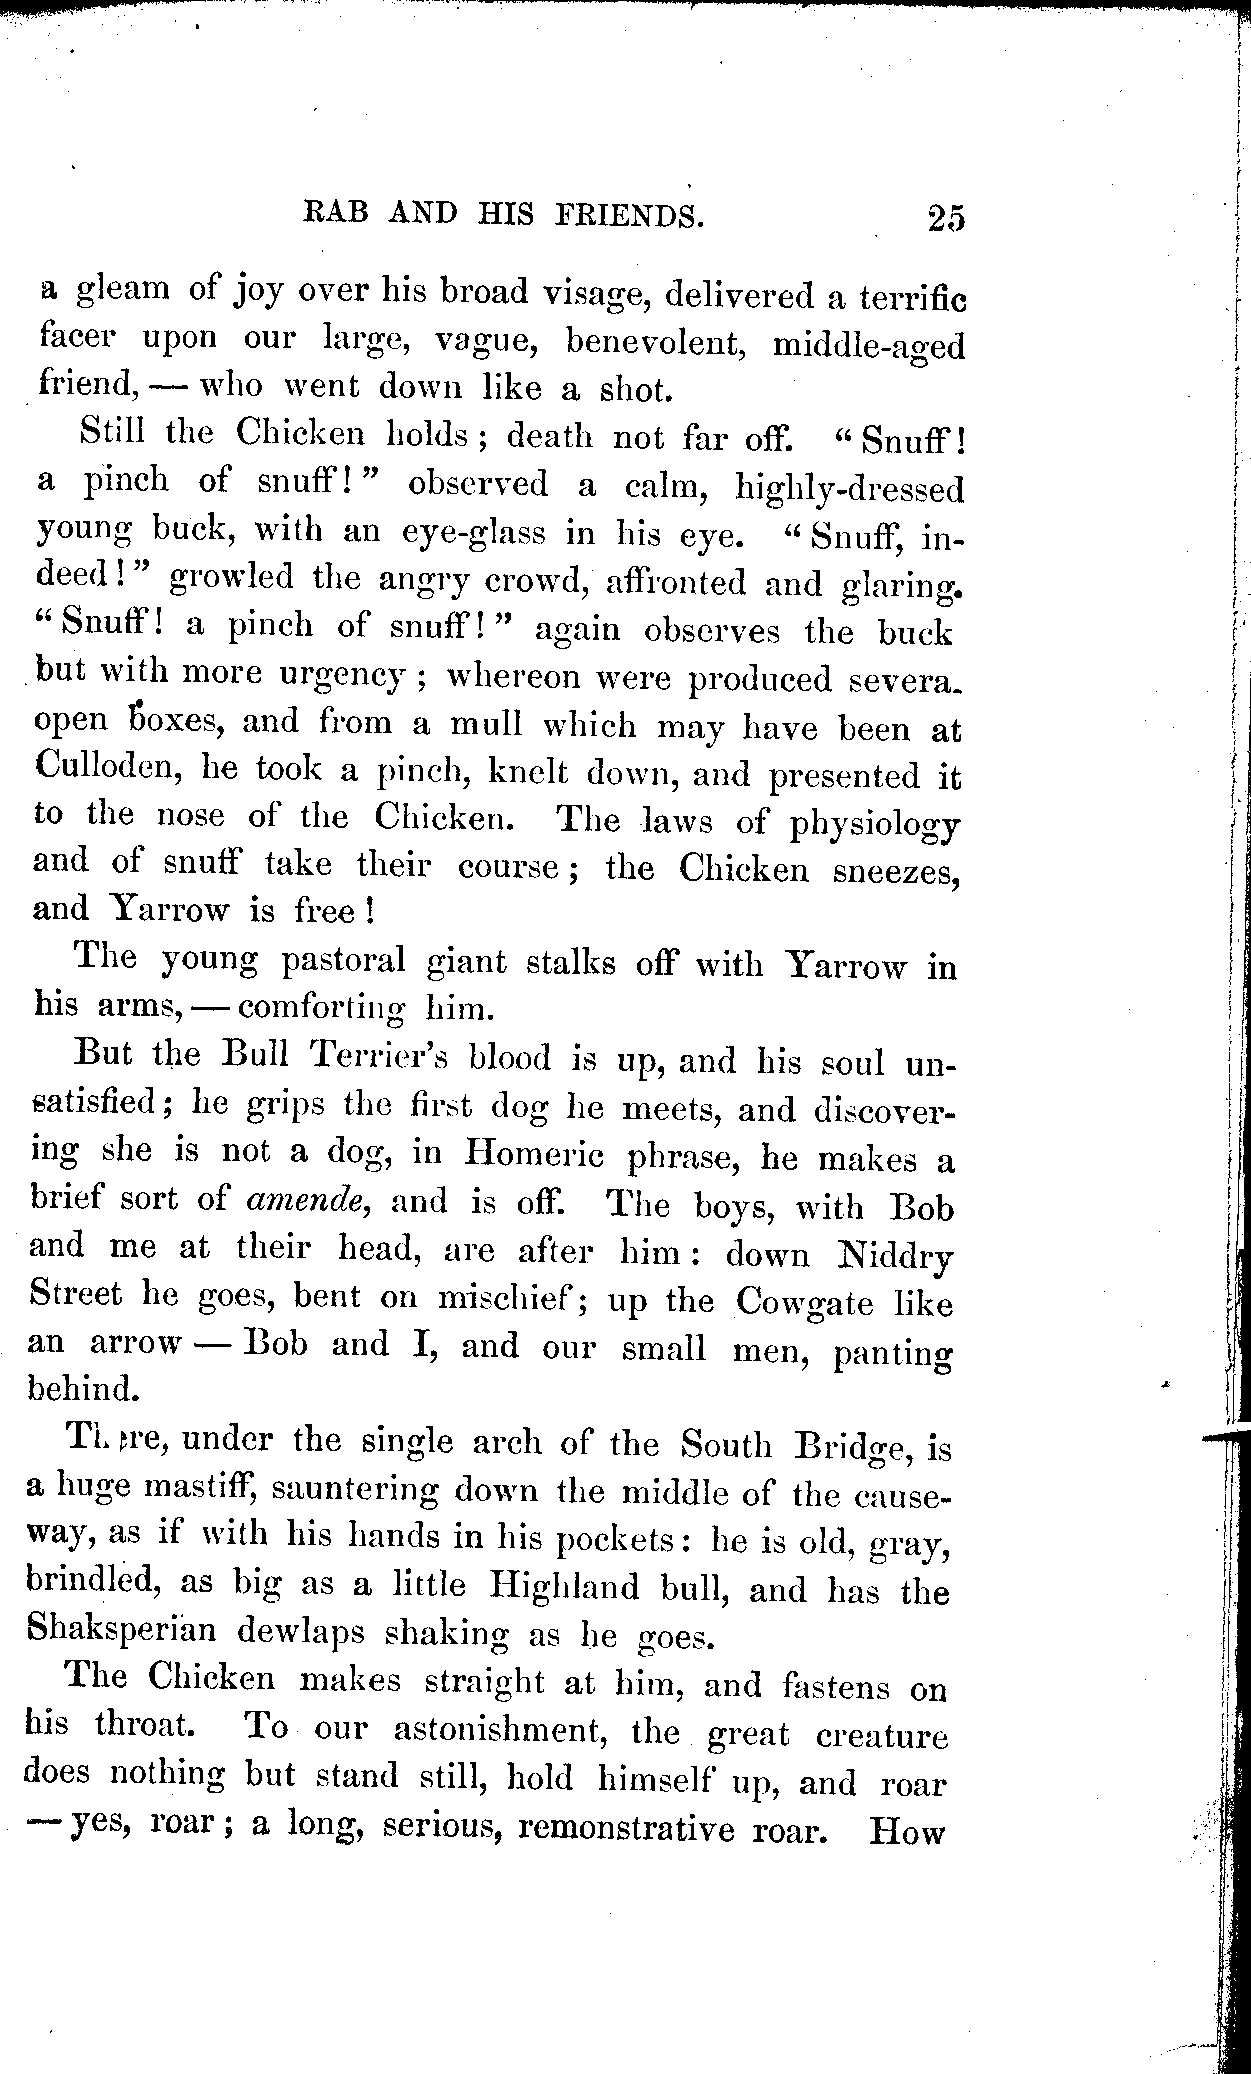 RAB AND HIS FRIENDS. 25
a gleam of joy over his broad visage, delivered a terrific
facer upon our large, vague, benevolent, middle-aged
friend, — who went down like a shot.
Still the Chicken holds; death not far off. “Snuff!
a pinch of snuff!” observed a calm, highly-dressed
young buck, with an eye-glass in his eye. “Snuff, in-
deed!” growled the angry crowd, affronted and glaring.
“Snuff! a pinch of snuff!” again observes the buck
but with more urgency; whereon were produced severa.
open boxes, and from a mull which may have been at
Culloden, he took a pinch, knelt down, and presented it
to the nose of the Chicken. The laws of physiology
and of snuff take their course; the Chicken sneezes,
and Yarrow is free!
The young pastoral giant stalks off with Yarrow in
his arms, — comforting him.
But the Bull Terrier’s blood is up, and his soul un-
satisfied; he grips the first dog he meets, and discover-
ing she is not a dog, in Homeric phrase, he makes a
brief sort of amende, and is off. The boys, with Bob
and me at their head, are after him: down Niddry
Street he goes, bent on mischief; up the Cowgate like
an arrow — Bob and I, and our small men, panting
behind.
There, under the single arch of the South Bridge, is
a huge mastiff, sauntering down the middle of the cause-
way, as if with his hands in his pockets: he is old, gray,
brindled, as big as a little Highland bull, and has the
Shaksperian dewlaps shaking as he goes.
The Chicken makes straight at him, and fastens on
his throat. To our astonishment, the great creature
does nothing but stand still, hold himself up, and roar
— yes, roar; a long, serious, remonstrative roar. How